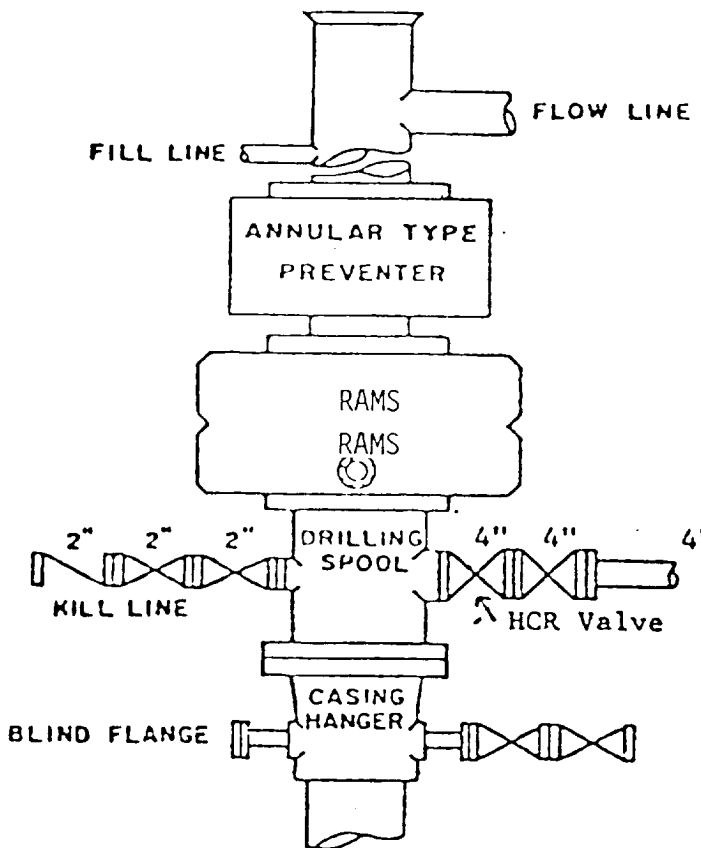 FLOW LINE
FILL LINE
ANNULAR TYPE
PREVENTER
RAMS
RAMS
2" 2" 2"
DRILLING
SPOOL
4" 4" 4"
KILL LINE
HCR Valve
CASING
HANGER
BLIND FLANGE